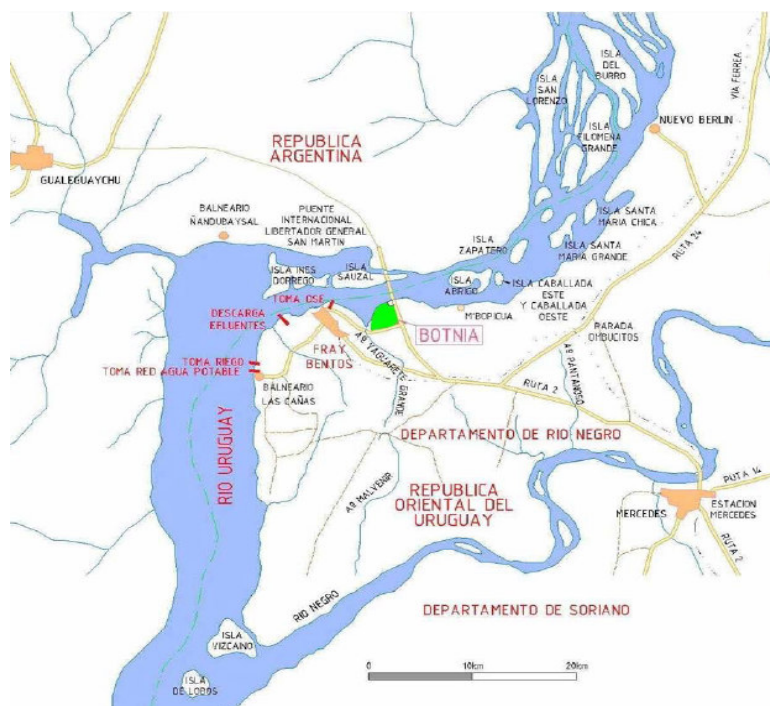 ISLA
DEL
BURRO
ISLA
SAN
LORENZO
ISLA
FILOMENA
GRANDE
NUEVO BERLIN
VIA FERREA
REPUBLICA
ARGENTINA
GUALEGUAYCHU
BALNEARIO
ÑANDUBAYSAL
PUENTE
INTERNACIONAL
LIBERTADOR GENERAL
SAN MARTIN
ISLA SANTA
MARIA CHICA
ISLA
ZAPATERO
ISLA SANTA
MARIA GRANDE
RUTA 24
ISLA INES
DORREGO
ISLA
SAUZAL
ISLA
ABRIGO
ISLA CABALLADA
ESTE
Y CABALLADA
OESTE
TOMA OSE
DESCARGA
EFLUENTES
M'BOPICUA
BOTNIA
PARADA
OMBUCITOS
FRAY
BENTOS
TOMA RIEGO
TOMA RED AGUA POTABLE
BALNEARIO
LAS CAÑAS
Aº YAGUARETE GRANDE
Aº PANTANOSO
RUTA 2
RIO URUGUAY
DEPARTAMENTO DE RIO NEGRO
REPUBLICA
ORIENTAL DEL
URUGUAY
Aº MALVENIR
RUTA 14
MERCEDES
ESTACION
MERCEDES
RUTA 2
RIO NEGRO
DEPARTAMENTO DE SORIANO
ISLA
VIZCAINO
ISLA
DE LOBOS
0 10km 20km